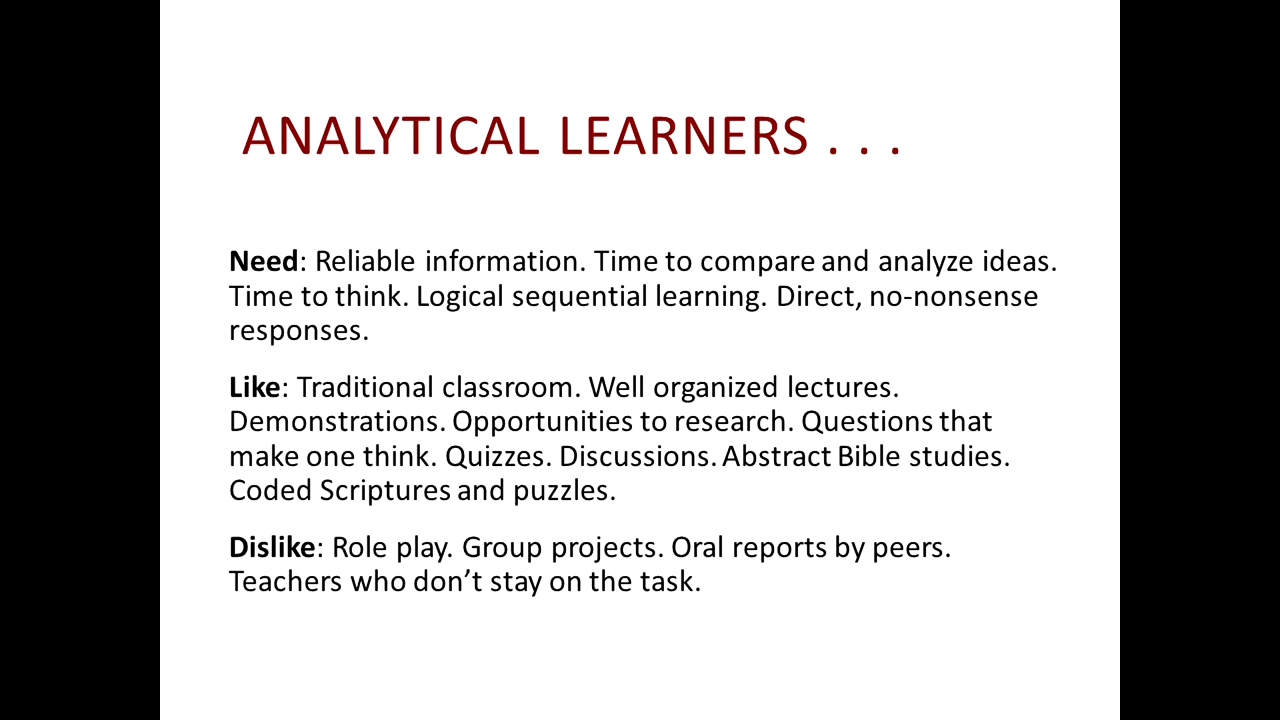 ANALYTICAL LEARNERS . . .
Need: Reliable information. Time to compare and analyze ideas.
Time to think. Logical sequential learning. Direct, no-nonsense
responses.
Like: Traditional classroom. Well organized lectures.
Demonstrations. Opportunities to research. Questions that
make one think. Quizzes. Discussions. Abstract Bible studies.
Coded Scriptures and puzzles.
Dislike: Role play. Group projects. Oral reports by peers.
Teachers who don’t stay on the task.